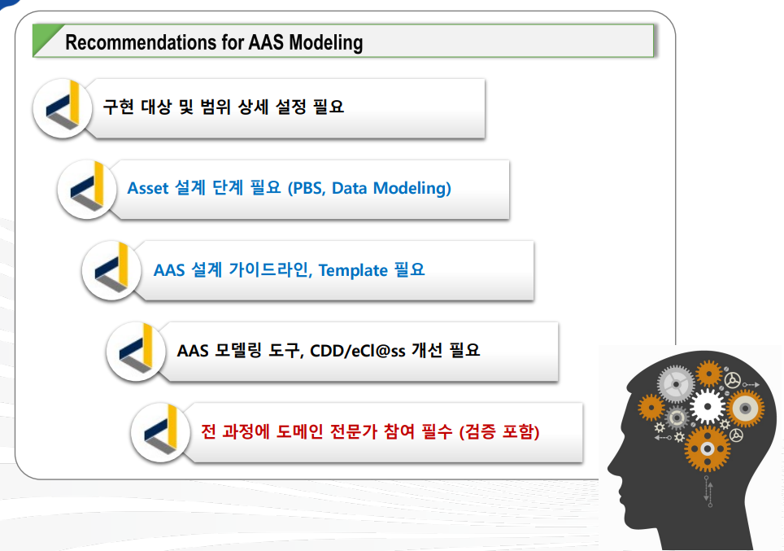 Recommendations for AAS Modeling
구현 대상 및 범위 상세 설정 필요
Asset 설계 단계 필요 (PBS, Data Modeling)
AAS 설계 가이드라인, Template 필요
AAS 모델링 도구, CDD/eCl@ss 개선 필요
전 과정에 도메인 전문가 참여 필수 (검증 포함)